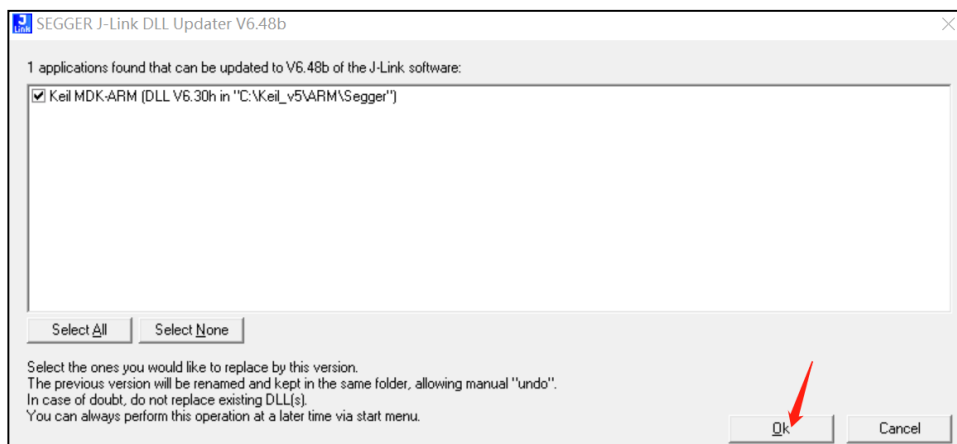 J
Link
SEGGER J-Link DLL Updater V6.48b
1 applications found that can be updated to V6.48b of the J-Link software:
Keil MDK-ARM (DLL V6.30h in "C:\Keil_v5\ARM\Segger")
Select All
Select None
Select the ones you would like to replace by this version.
The previous version will be renamed and kept in the same folder, allowing manual "undo".
In case of doubt, do not replace existing DLL(s).
You can always perform this operation at a later time via start menu.
Ok
Cancel